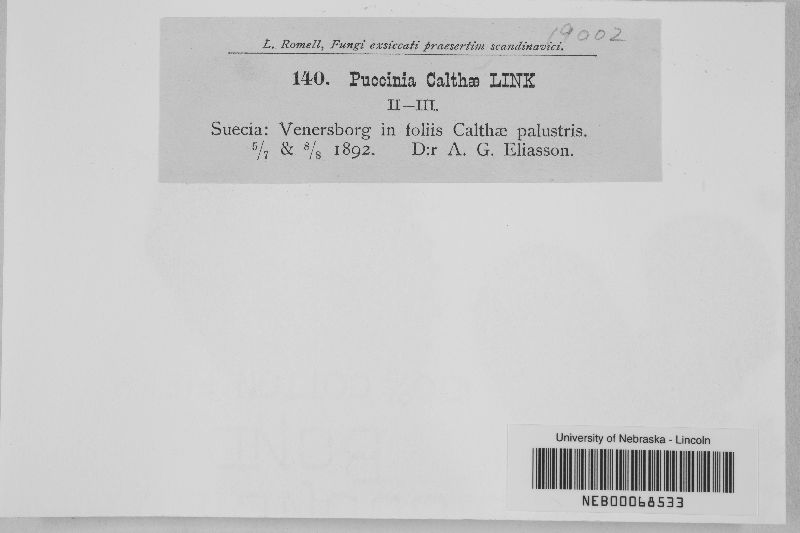 19002
L. Romell, Fungi exsiccati praesertim scandinavici.
140. Puccinia Calthæ LINK
II–III.
Suecia: Venersborg in foliis Calthæ palustris.
5/7 & 8/8 1892. D:r A. G. Eliasson.
University of Nebraska - Lincoln
NEB00068533